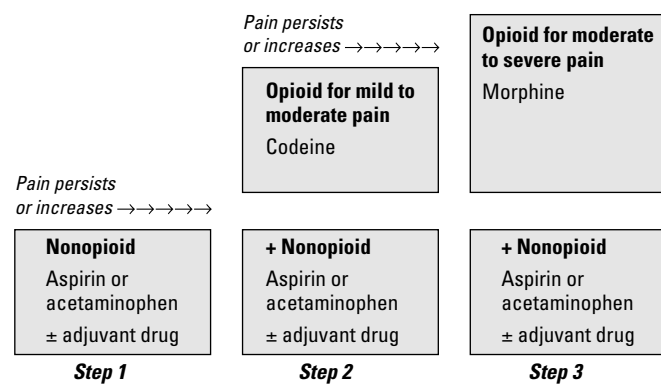 Pain persists
or increases →→→→→
Opioid for moderate
to severe pain
Morphine
Opioid for mild to
moderate pain
Codeine
Pain persists
or increases →→→→→
Nonopioid
Aspirin or
acetaminophen
± adjuvant drug
+ Nonopioid
Aspirin or
acetaminophen
± adjuvant drug
+ Nonopioid
Aspirin or
acetaminophen
± adjuvant drug
Step 1
Step 2
Step 3